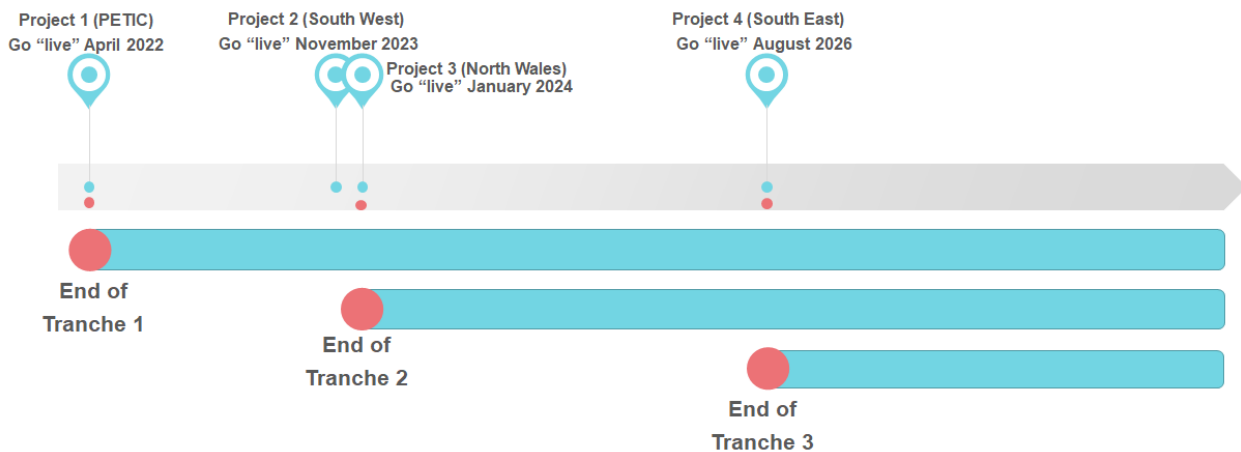 Project 1 (PETIC)
Go “live” April 2022
Project 2 (South West)
Go “live” November 2023
Project 3 (North Wales)
Go “live” January 2024
Project 4 (South East)
Go “live” August 2026
End of
Tranche 1
End of
Tranche 2
End of
Tranche 3